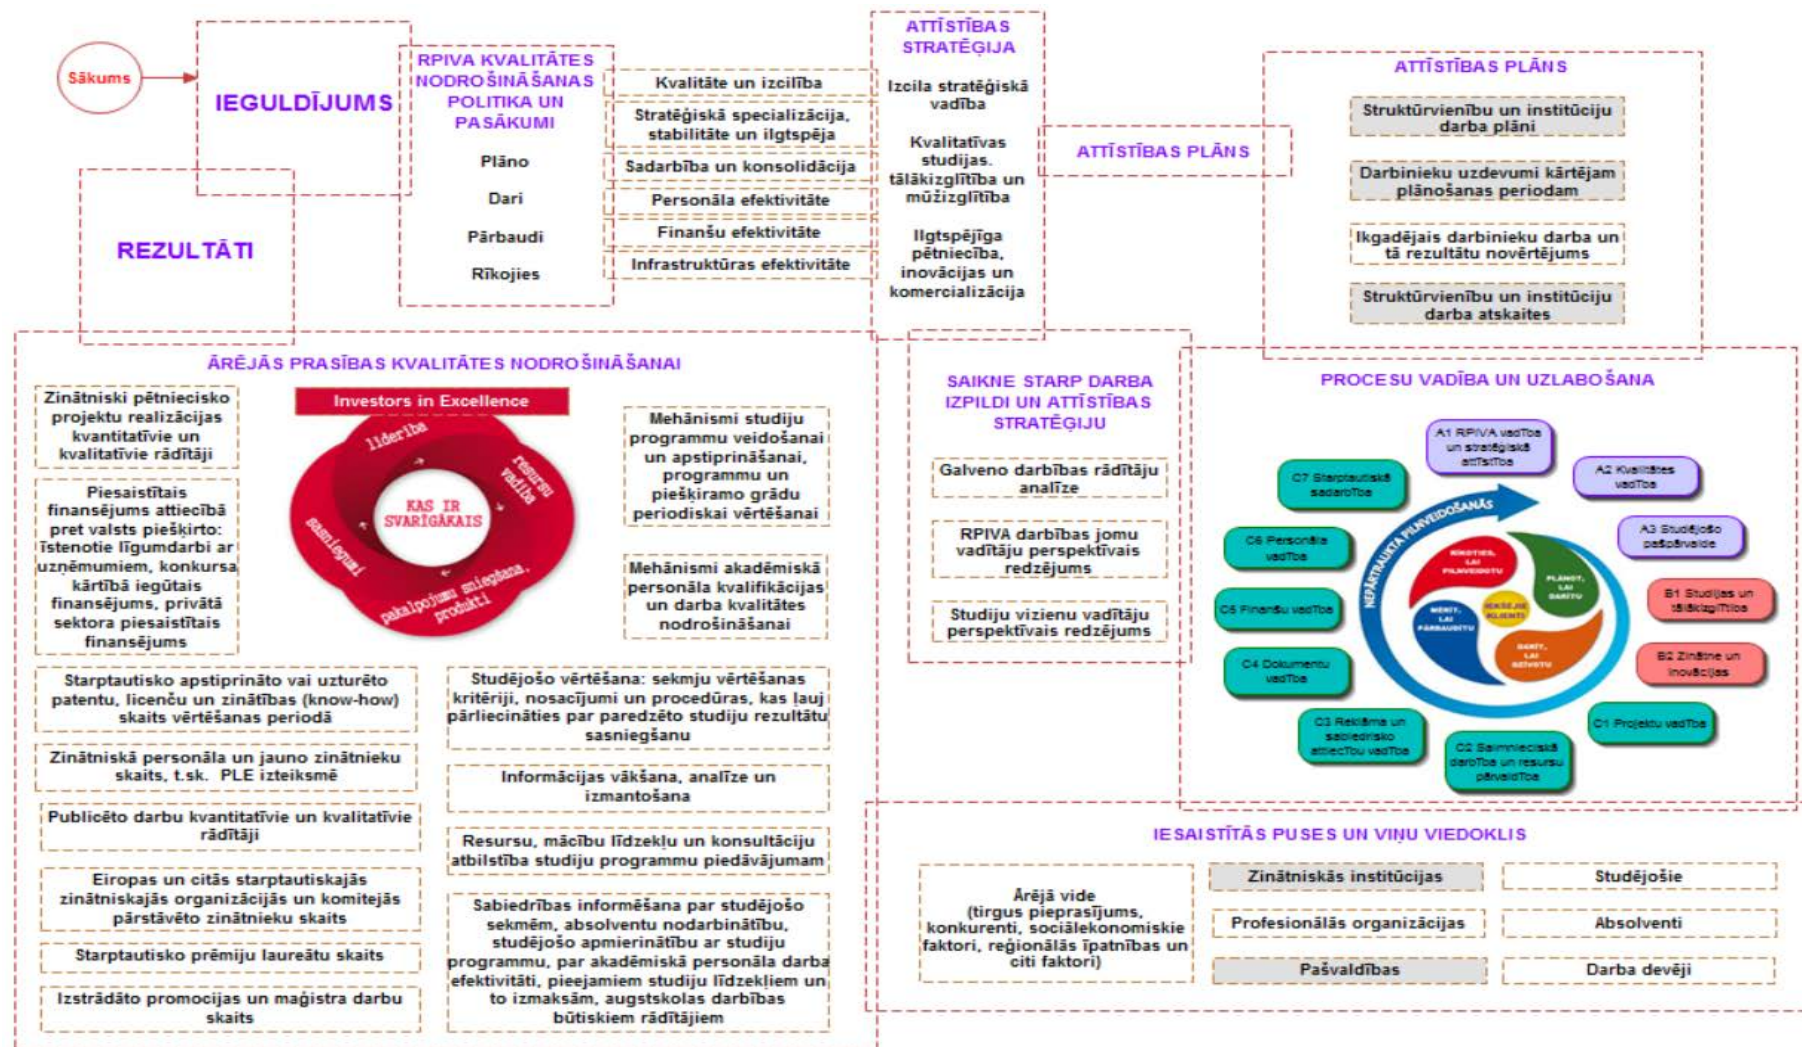 Sākums
IEGULDĪJUMS
REZULTĀTI
RPIVA KVALITĀTES
NODROŠINĀŠANAS
POLITIKA UN
PASĀKUMI
Plāno
Dari
Pārbaudi
Rīkojies
Kvalitāte un izcilība
Stratēģiskā specializācija,
stabilitāte un ilgtspēja
Sadarbība un konsolidācija
Personāla efektivitāte
Finanšu efektivitāte
Infrastruktūras efektivitāte
ATTĪSTĪBAS
STRATĒĢIJA
Izcila stratēģiskā
vadība
Kvalitatīvas
studijas.
tālākizglītība un
mūžizglītība
Ilgtspējīga
pētniecība,
inovācijas un
komercializācija
ATTĪSTĪBAS PLĀNS
ATTĪSTĪBAS PLĀNS
Struktūrvienību un institūciju
darba plāni
Darbinieku uzdevumi kārtējam
plānošanas periodam
Ikgadējais darbinieku darba un
tā rezultātu novērtējums
Struktūrvienību un institūciju
darba atskaites
ĀRĒJĀS PRASĪBAS KVALITĀTES NODROŠINĀŠANAI
Zinātniski pētniecisko
projektu realizācijas
kvantitatīvie un
kvalitatīvie rādītāji
Piesaistītais
finansējums attiecībā
pret valsts piešķirto:
īstenotie līgumdarbi ar
uzņēmumiem, konkursa
kārtībā iegūtais
finansējums, privātā
sektora piesaistītais
finansējums
Investors in Excellence
līderība
resursu
vadība
KAS IR
SVARĪGĀKAIS
sasniegumi
pakalpojumu sniegšana,
produkti
Mehānismi studiju
programmu veidošanai
un apstiprināšanai,
programmu un
piešķiramo grādu
periodiskai vērtēšanai
Mehānismi akadēmiskā
personāla kvalifikācijas
un darba kvalitātes
nodrošināšanai
Starptautisko apstiprināto vai uzturēto
patentu, licenču un zinātības (know-how)
skaits vērtēšanas periodā
Zinātniskā personāla un jauno zinātnieku
skaits, t.sk. PLE izteiksmē
Publicēto darbu kvantitatīvie un kvalitatīvie
rādītāji
Eiropas un citās starptautiskajās
zinātniskajās organizācijās un komitejās
pārstāvēto zinātnieku skaits
Starptautisko prēmiju laureātu skaits
Izstrādāto promocijas un maģistra darbu
skaits
Studējošo vērtēšana: sekmju vērtēšanas
kritēriji, nosacījumi un procedūras, kas ļauj
pārliecināties par paredzēto studiju rezultātu
sasniegšanu
Informācijas vākšana, analīze un
izmantošana
Resursu, mācību līdzekļu un konsultāciju
atbilstība studiju programmu piedāvājumam
Sabiedrības informēšana par studējošo
sekmēm, absolventu nodarbinātību,
studējošo apmierinātību ar studiju
programmu, par akadēmiskā personāla darba
efektivitāti, pieejamiem studiju līdzekļiem un
to izmaksām, augstskolas darbības
būtiskiem rādītājiem
SAIKNE STARP DARBA
IZPILDI UN ATTĪSTĪBAS
STRATĒĢIJU
Galveno darbības rādītāju
analīze
RPIVA darbības jomu
vadītāju perspektīvais
redzējums
Studiju vizienu vadītāju
perspektīvais redzējums
PROCESU VADĪBA UN UZLABOŠANA
A1 RPIVA vadība
un stratēģiskā
attīstība
A2 Kvalitātes
vadība
A3 Studējošo
pašpārvalde
B1 Studijas un
tālākizglītība
B2 Zinātne un
inovācijas
C1 Projektu vadība
C2 Saimnieciskā
darbība un resursu
pārvaldība
C3 Reklāma un
sabiedrisko
attiecību vadība
C4 Dokumentu
vadība
C5 Finanšu vadība
C6 Personāla
vadība
C7 Starptautiskā
sadarbība
NEPĀRTRAUKTA PILNVEIDOŠANĀS
RĪKOTIES,
LAI
PILNVEIDOTU
PLĀNOT,
LAI
DARĪTU
MĒRĪT,
LAI
PĀRBAUDĪTU
IEKŠĒJIE
KLIENTI
DARĪT,
LAI
DZĪVOTU
IESAISTĪTĀS PUSES UN VIŅU VIEDOKLIS
Ārējā vide
(tirgus pieprasījums,
konkurenti, sociālekonomiskie
faktori, reģionālās īpatnības un
citi faktori)
Zinātniskās institūcijas
Profesionālās organizācijas
Pašvaldības
Studējošie
Absolventi
Darba devēji